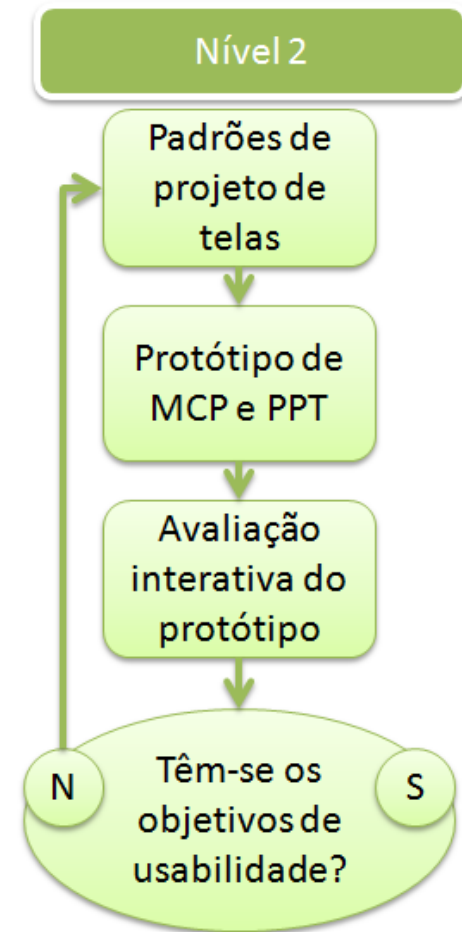 Nível 2
Padrões de
projeto de
telas
Protótipo de
MCP e PPT
Avaliação
interativa do
protótipo
N
Têm-se os
objetivos de
usabilidade?
S